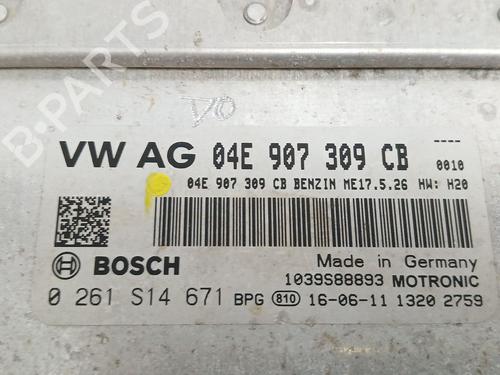 DO
VW AG 04E 907 309 CB 0010
04E 907 309 CB BENZIN ME17.5.26 HW: H20
BOSCH
Made in Germany
1039S88893 MOTRONIC
0 261 S14 671 BPG 810 16-06-11 1320 2759
B-PARTS